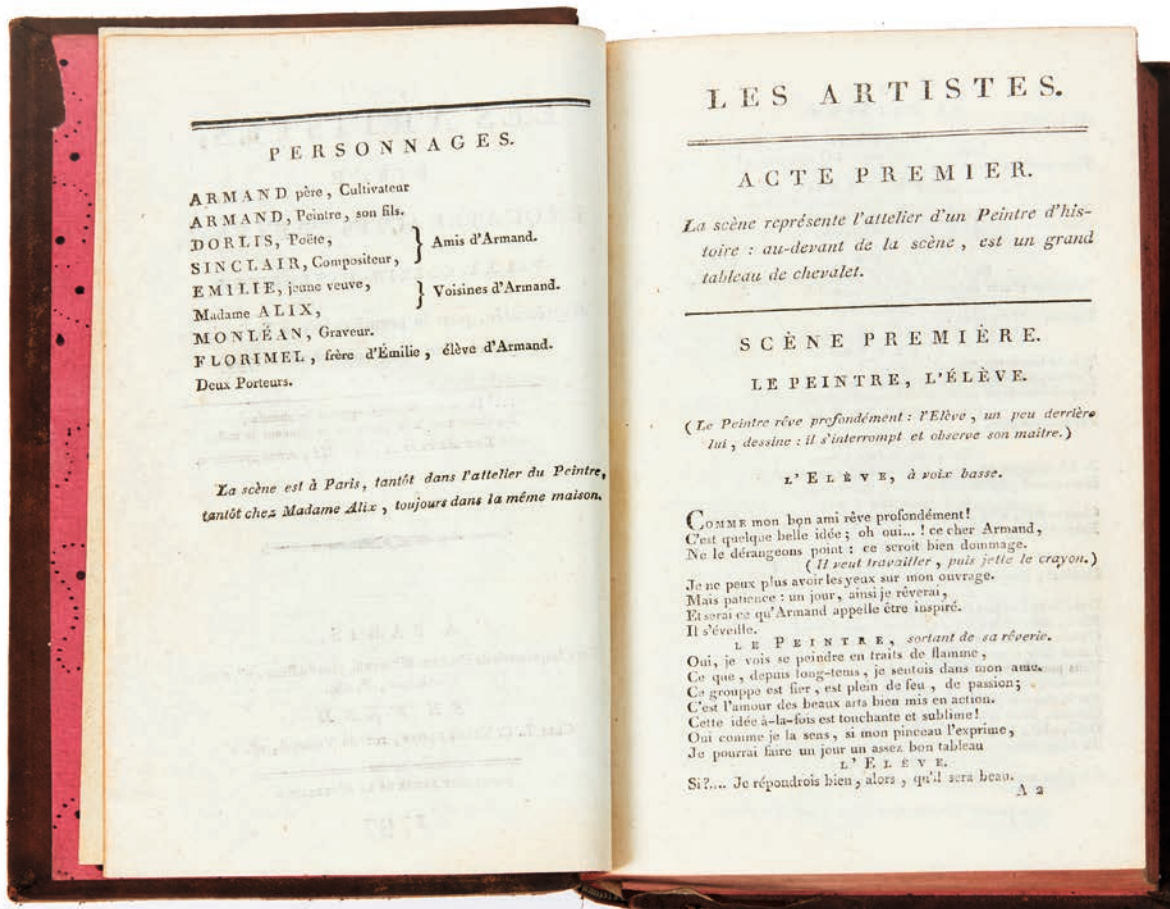 PERSONNAGES.
ARMAND père, Cultivateur
ARMAND, Peintre, son fils.
DORLIS, Poëte,
SINCLAIR, Compositeur,
} Amis d'Armand.
EMILIE, jeune veuve,
Madame ALIX,
} Voisines d'Armand.
MONLÉAN, Graveur.
FLORIMEL, frère d'Émilie, élève d'Armand.
Deux Porteurs.
La scène est à Paris, tantôt dans l'attelier du Peintre,
tantôt chez Madame Alix, toujours dans la même maison.
LES ARTISTES.
ACTE PREMIER.
La scène représente l'attelier d'un Peintre d'his-
toire : au-devant de la scène, est un grand
tableau de chevalet.
SCÈNE PREMIÈRE.
LE PEINTRE, L'ÉLÈVE.
(Le Peintre rêve profondément : l'Elève, un peu derrière
lui, dessine : il s'interrompt et observe son maître.)
L'ELÈVE, à voix basse.
COMME mon bon ami rêve profondément!
C'est quelque belle idée; oh oui... ! ce cher Armand,
Ne le dérangeons point : ce seroit bien dommage.
(Il veut travailler, puis jette le crayon.)
Je ne peux plus avoir les yeux sur mon ouvrage.
Mais patience : un jour, ainsi je rêverai,
Et serai ce qu'Armand appelle être inspiré.
Il s'éveille.
LE PEINTRE, sortant de sa rêverie.
Oui, je vois se peindre en traits de flamme,
Ce que, depuis long-tems, je sentois dans mon ame.
Ce grouppe est fier, est plein de feu, de passion;
C'est l'amour des beaux arts bien mis en action.
Cette idée à-la-fois est touchante et sublime!
Oui comme je la sens, si mon pinceau l'exprime,
Je pourrai faire un jour un assez bon tableau
L'ELÈVE.
Si?.... Je répondrois bien, alors, qu'il sera beau.
A 2